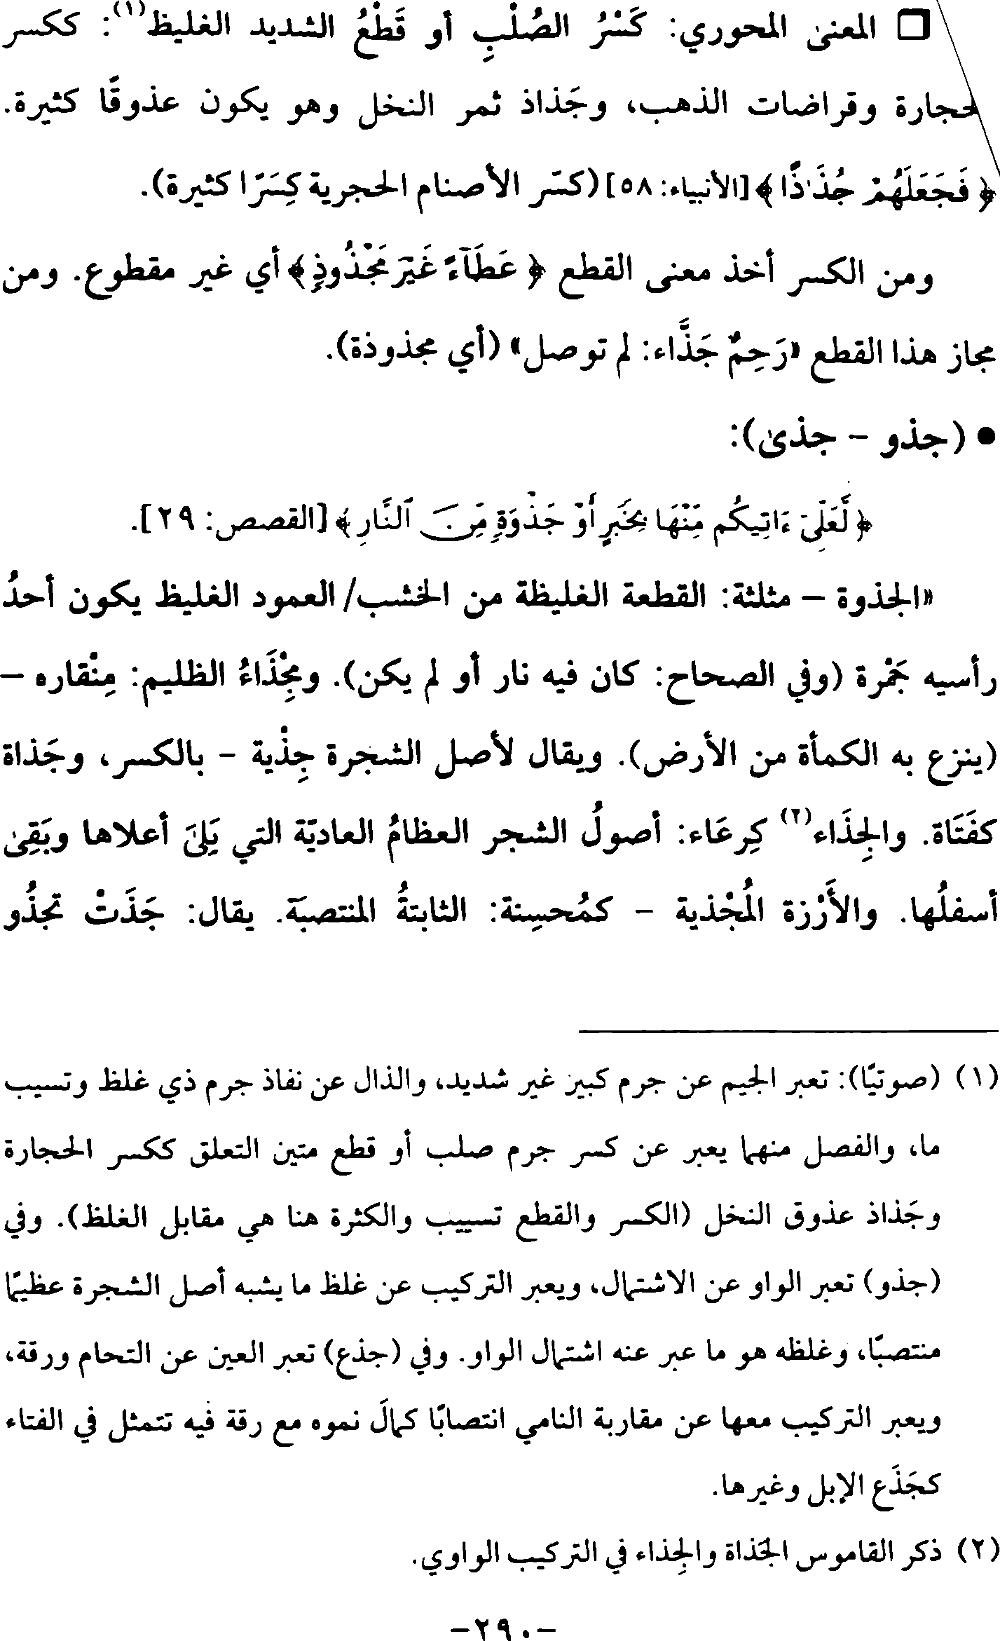 ❒ المعنى المحوري: كَسْرُ الصُلْبِ أو قَطْعُ الشديد الغليظ(١): ككسر
حجارة وقراضات الذهب، وجَذاذ ثمر النخل وهو يكون عذوقًا كثيرة.
﴿ فَجَعَلَهُمْ جُذَٰذًا ﴾ [الأنبياء: ٥٨] (كسّر الأصنام الحجرية كِسَرًا كثيرة).
ومن الكسر أخذ معنى القطع ﴿ عَطَآءً غَيْرَ مَجْذُوذٍ ﴾ أي غير مقطوع. ومن
مجاز هذا القطع «رَحِمٌ جَذَّاء: لم توصل» (أي مجذوذة).
● (جذو – جذى):
﴿ لَّعَلِّىٓ ءَاتِيكُم مِّنْهَا بِخَبَرٍ أَوْ جَذْوَةٍ مِّنَ ٱلنَّارِ ﴾ [القصص: ٢٩].
«الجذوة – مثلثة: القطعة الغليظة من الخشب/ العمود الغليظ يكون أحدُ
رأسيه جَمْرة (وفي الصحاح: كان فيه نار أو لم يكن). ومِجْذَاءُ الظليم: مِنْقاره –
(ينزع به الكمأة من الأرض). ويقال لأصل الشجرة جِذْية – بالكسر، وجَذاة
كفَتَاة. والجِذَاء(٢) كِرعَاء: أصولُ الشجر العظامُ العاديّة التي بَلِىَ أعلاها وبَقِىَ
أسفلُها. والأَرْزة المُجْذية – كمُحسِنة: الثابتةُ المنتصبَة. يقال: جَذَتْ تجذُو
(١) (صوتيًا): تعبر الجيم عن جرم كبير غير شديد، والذال عن نفاذ جرم ذي غلظ وتسيب
ما، والفصل منهما يعبر عن كسر جرم صلب أو قطع متين التعلق ككسر الحجارة
وجَذاذ عذوق النخل (الكسر والقطع تسييب والكثرة هنا هي مقابل الغلظ). وفي
(جذو) تعبر الواو عن الاشتمال، ويعبر التركيب عن غلظ ما يشبه أصل الشجرة عظيمًا
منتصبًا، وغلظه هو ما عبر عنه اشتمال الواو. وفي (جذع) تعبر العين عن التحام ورقة،
ويعبر التركيب معها عن مقاربة النامي انتصابًا كمالَ نموه مع رقة فيه تتمثل في الفتاء
كجَذَع الإبل وغيرها.
(٢) ذكر القاموس الجَذاة والجِذاء في التركيب الواوي.
-٢٩٠-